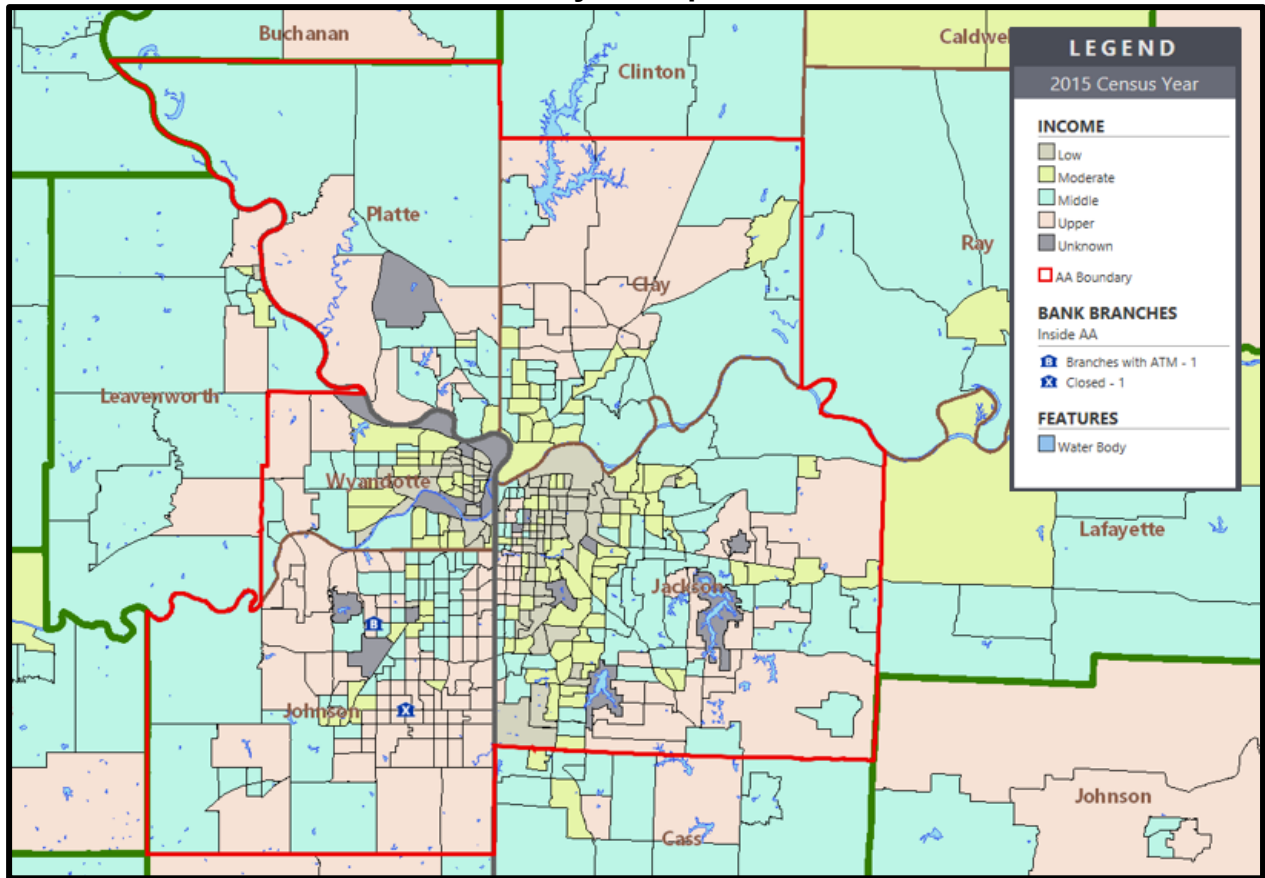 Buchanan
Clinton
Caldwel
LEGEND
2015 Census Year
INCOME
Low
Moderate
Middle
Upper
Unknown
AA Boundary
BANK BRANCHES
Inside AA
B Branches with ATM - 1
X Closed - 1
FEATURES
Water Body
Platte
Ray
Clay
Leavenworth
Wyandotte
Lafayette
Jackson
B
Johnson
X
Johnson
Cass